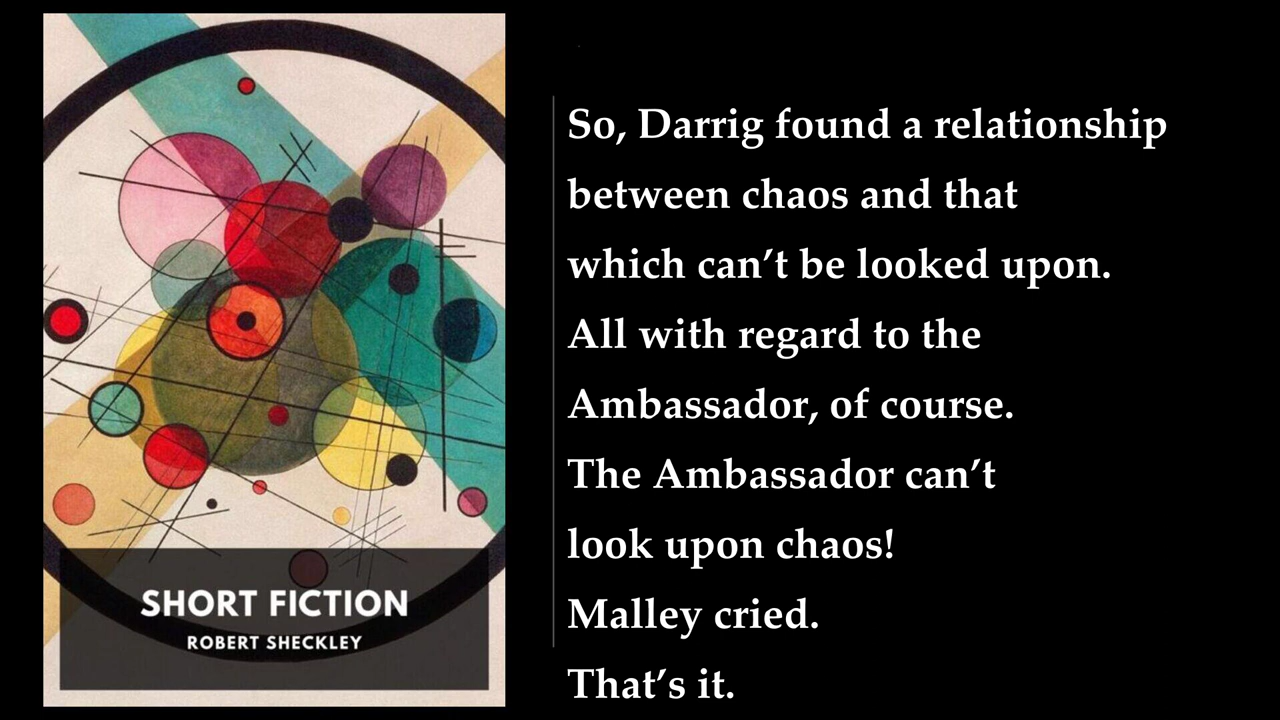 SHORT FICTION
ROBERT SHECKLEY
So, Darrig found a relationship
between chaos and that
which can’t be looked upon.
All with regard to the
Ambassador, of course.
The Ambassador can’t
look upon chaos!
Malley cried.
That’s it.